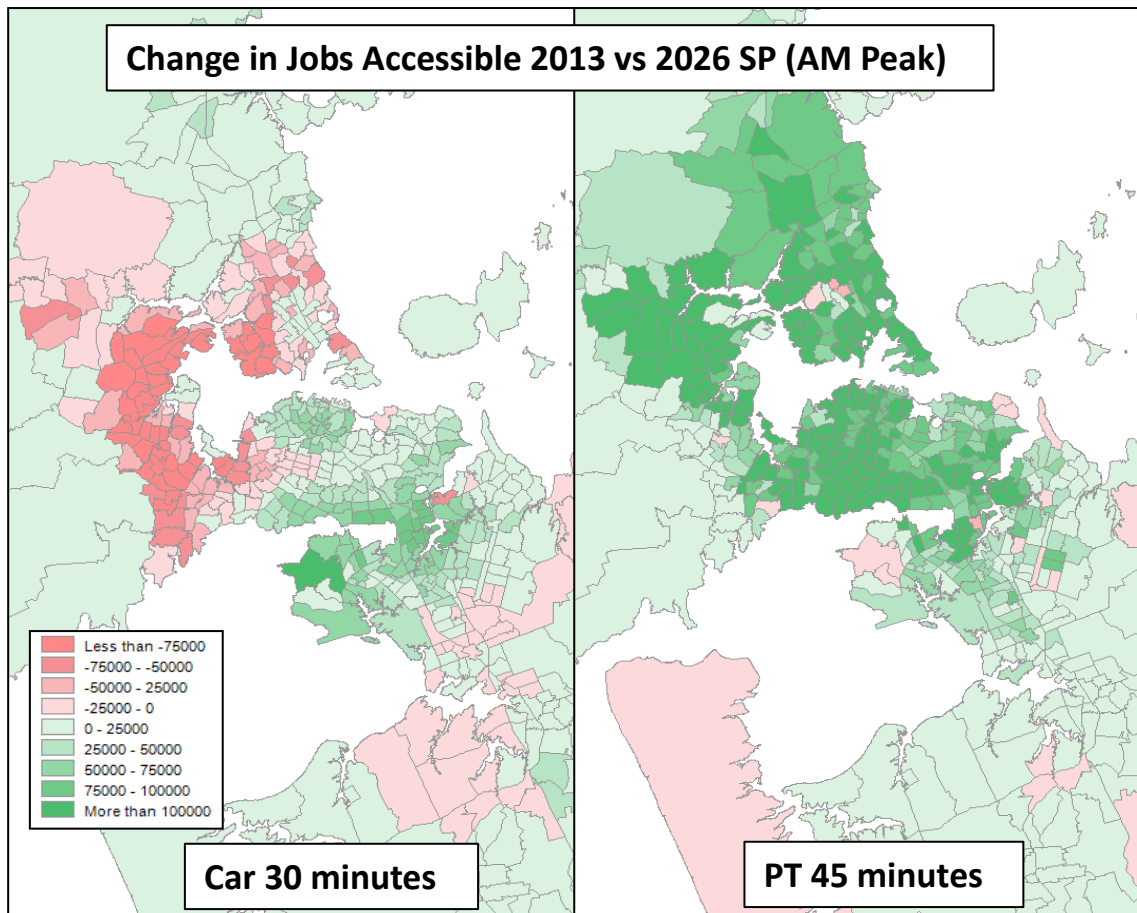 Change in Jobs Accessible 2013 vs 2026 SP (AM Peak)
Less than -75000
-75000 - -50000
-50000 - 25000
-25000 - 0
0 - 25000
25000 - 50000
50000 - 75000
75000 - 100000
More than 100000
Car 30 minutes
PT 45 minutes